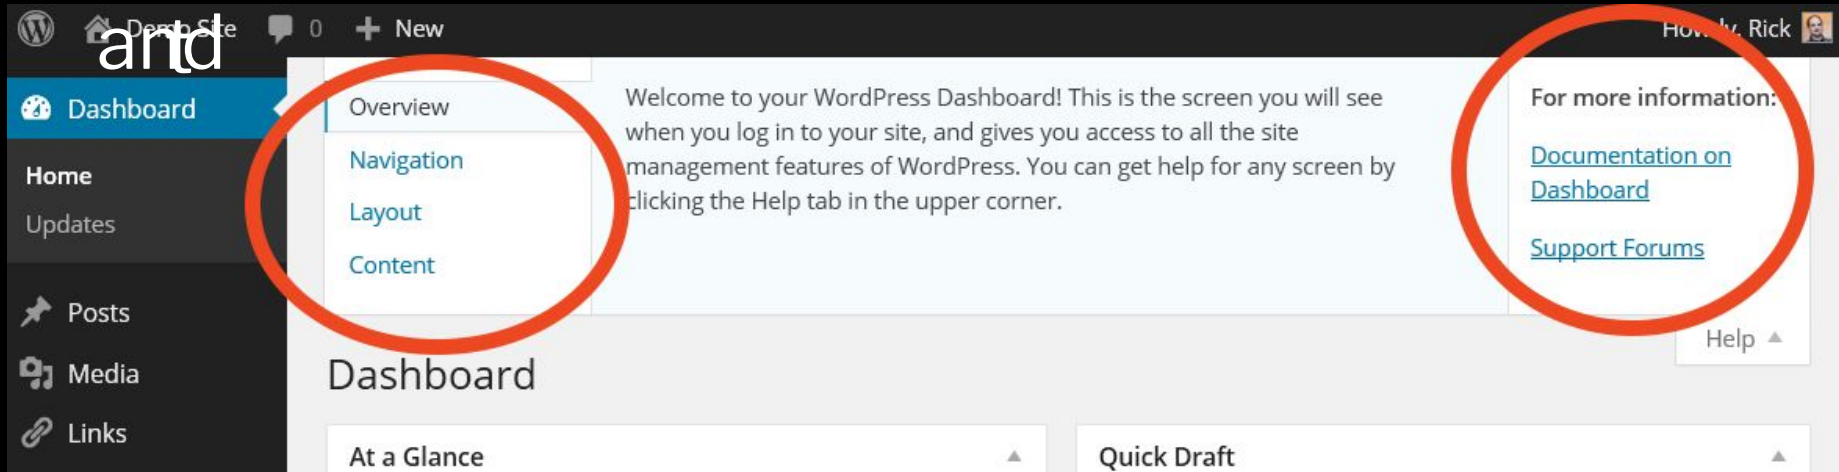 Demo Site 0 New Howdy, Rick
Dashboard
Home
Updates
Posts
Media
Links
Overview
Navigation
Layout
Content
Welcome to your WordPress Dashboard! This is the screen you will see
when you log in to your site, and gives you access to all the site
management features of WordPress. You can get help for any screen by
clicking the Help tab in the upper corner.
For more information:
Documentation on
Dashboard
Support Forums
Help
Dashboard
At a Glance
Quick Draft